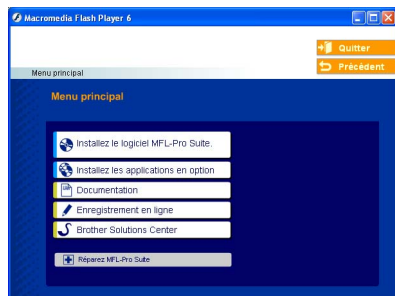 Macromedia Flash Player 6
Quitter
Précédent
Menu principal
Menu principal
Installez le logiciel MFL-Pro Suite.
Installez les applications en option
Documentation
Enregistrement en ligne
Brother Solutions Center
Réparez MFL-Pro Suite